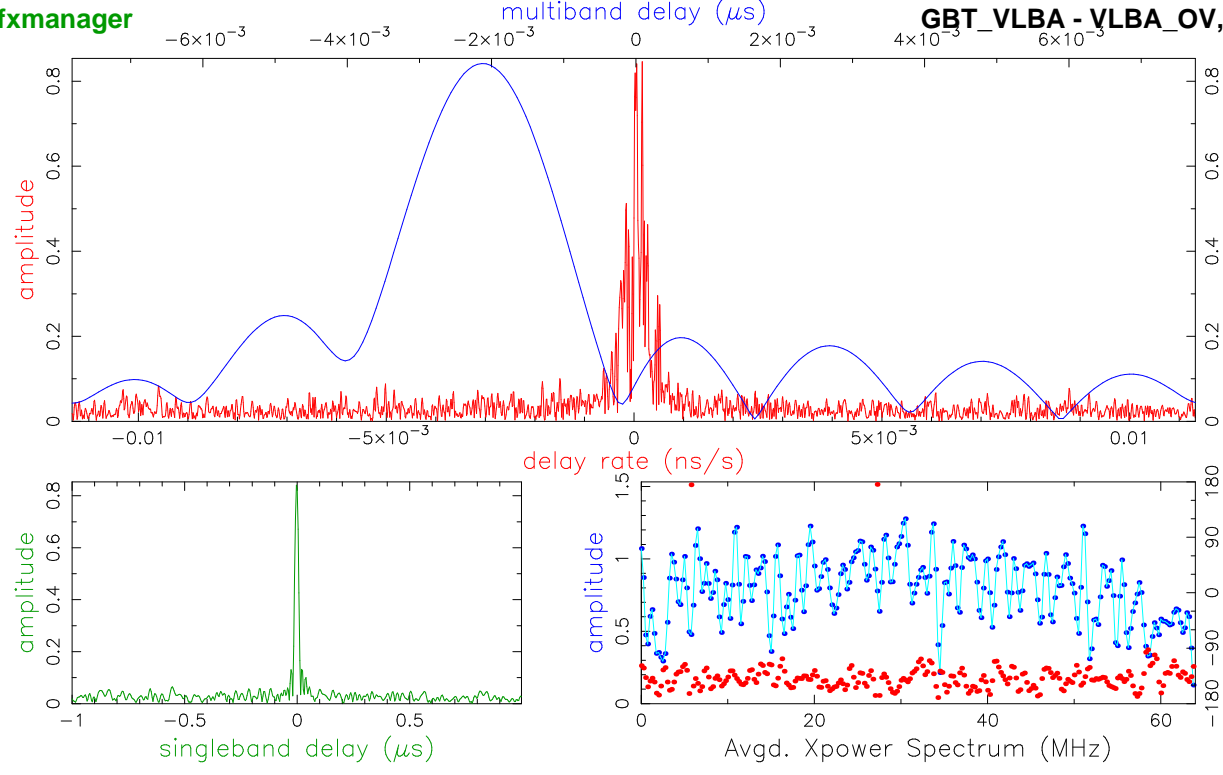 fxmanager
multiband delay (μs)
GBT_VLBA - VLBA_OV,
−6×10⁻³ −4×10⁻³ −2×10⁻³ 0 2×10⁻³ 4×10⁻³ 6×10⁻³
amplitude
0 0.2 0.4 0.6 0.8
0 0.2 0.4 0.6 0.8
−0.01 −5×10⁻³ 0 5×10⁻³ 0.01
delay rate (ns/s)
amplitude
0 0.2 0.4 0.6 0.8
−1 −0.5 0 0.5
singleband delay (μs)
amplitude
0 0.5 1 1.5
−180 −90 0 90 180
0 20 40 60
Avgd. Xpower Spectrum (MHz)